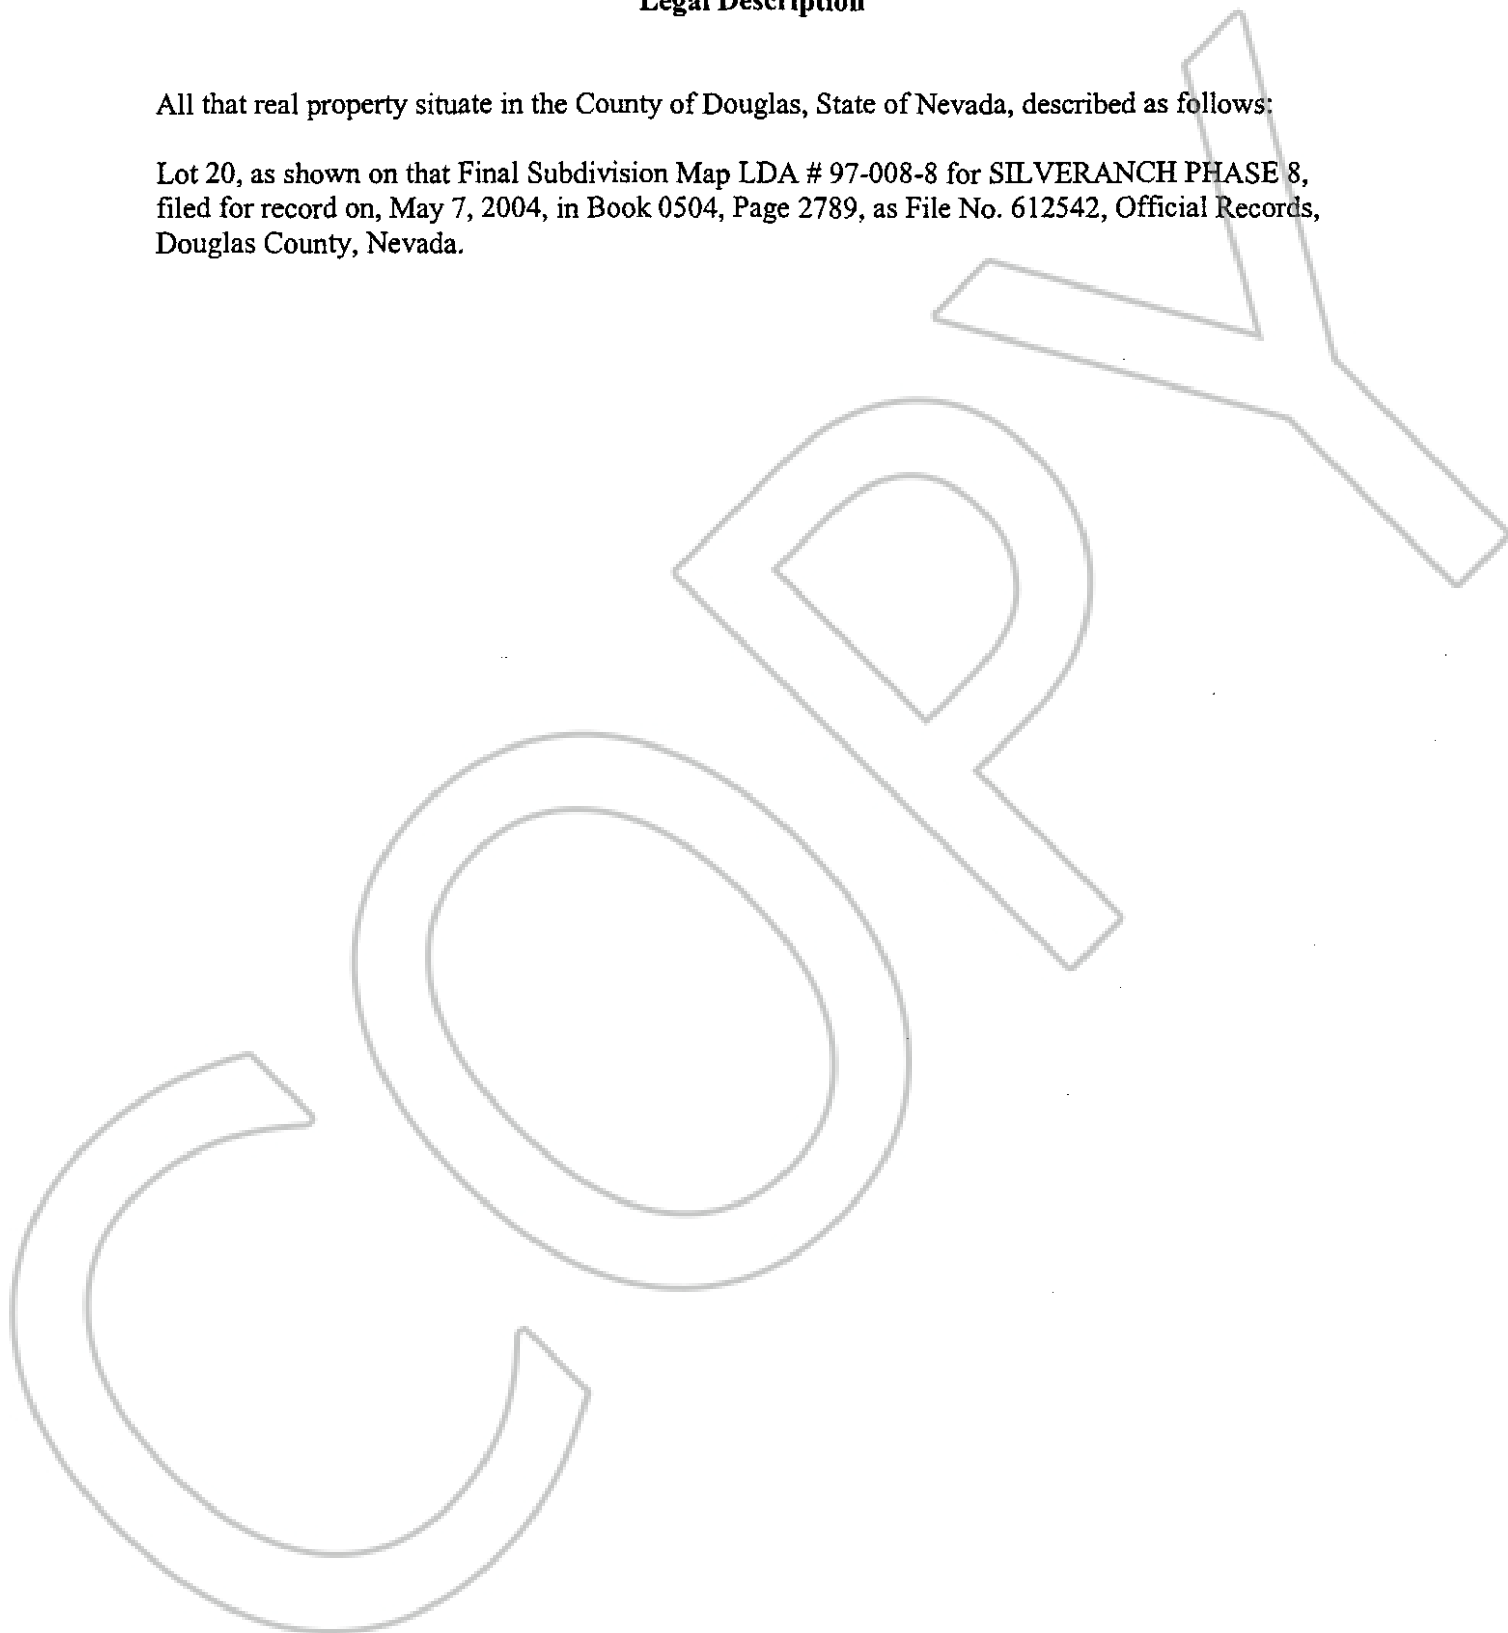 Legal Description
All that real property situate in the County of Douglas, State of Nevada, described as follows:
Lot 20, as shown on that Final Subdivision Map LDA # 97-008-8 for SILVERANCH PHASE 8,
filed for record on, May 7, 2004, in Book 0504, Page 2789, as File No. 612542, Official Records,
Douglas County, Nevada.
COPY